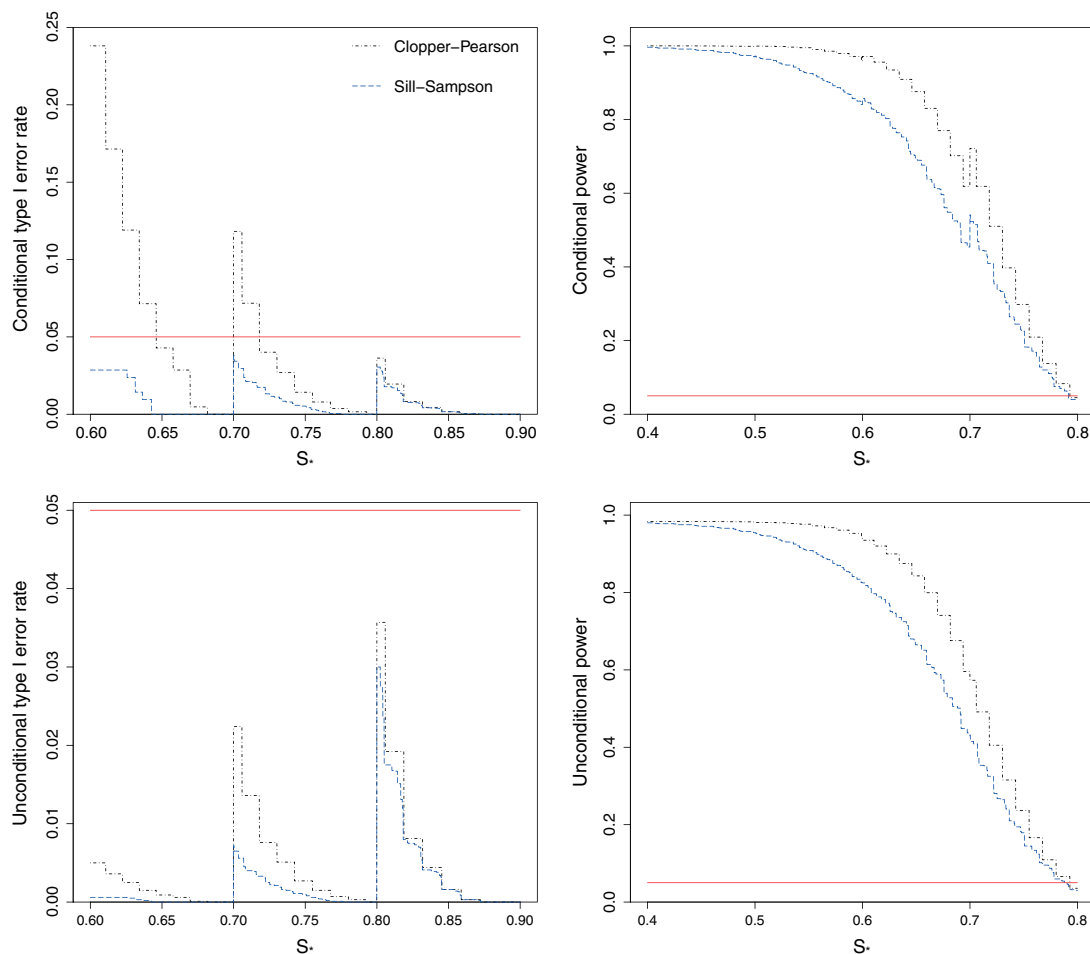 Conditional type I error rate
0.00 0.05 0.10 0.15 0.20 0.25
Clopper−Pearson
Sill−Sampson
0.60 0.65 0.70 0.75 0.80 0.85 0.90
S*
Conditional power
0.0 0.2 0.4 0.6 0.8 1.0
0.4 0.5 0.6 0.7 0.8
S*
Unconditional type I error rate
0.00 0.01 0.02 0.03 0.04 0.05
0.60 0.65 0.70 0.75 0.80 0.85 0.90
S*
Unconditional power
0.0 0.2 0.4 0.6 0.8 1.0
0.4 0.5 0.6 0.7 0.8
S*